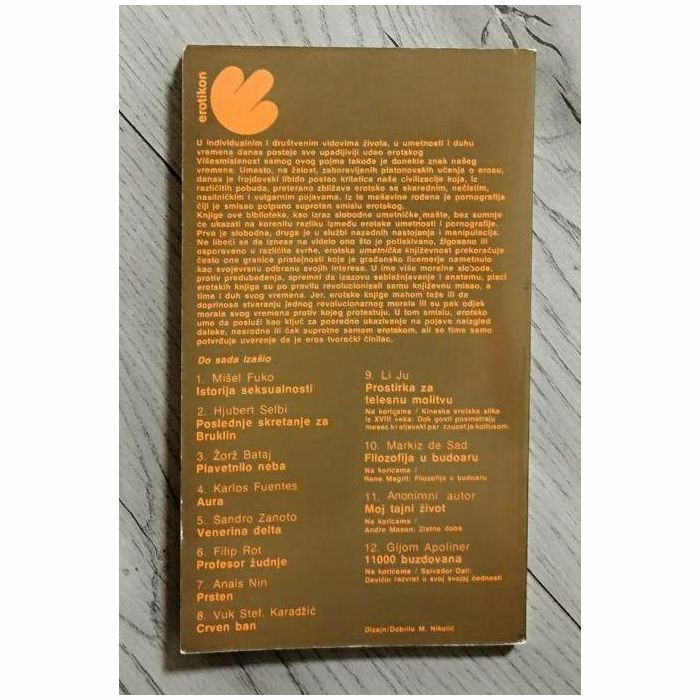 erotikon
U individualnim i društvenim vidovima života, u umetnosti i duhu
vremena danas postaje sve upadljiviji udeo erotskog
Višesmislenost samog ovog pojma takođe je donekle znak našeg
vremena. Umesto, na žalost, zaboravljenih platonovskih učenja o erosu,
danas je frojdovski libido postao krilatica naše civilizacije koja, iz
različitih pobuda, preterano zbližava erotsko sa skarednim, nečistim,
nasilničkim i vulgarnim pojavama. Iz te mešavine rođena je pornografija
čiji je smisao potpuno suprotan smislu erotskog.
Knjige ove biblioteke, kao izraz slobodne umetničke mašte, bez sumnje
će ukazati na korenitu razliku između erotske umetnosti i pornografije.
Prva je slobodna, druga je u službi nazadnih nastojanja i manipulacija.
Ne libeći se da iznese na videlo ono što je potiskivano, žigosano ili
osporavano u različite svrhe, erotska umetnička književnost prekoračuje
često one granice pristojnosti koje je građansko licemerje nametnulo
kao svojevrsnu odbranu svojih interesa. U ime više moralne slobode,
protiv predubeđenja, spremni da izazovu sablažnjavanje i anatemu, pisci
erotskih knjiga su po pravilu revolucionisali samu književnu misao, a
time i duh svog vremena. Jer, erotske knjige mahom teže ili da
doprinose stvaranju jednog revolucionarnog morala ili su pak odjek
morala svog vremena protiv kojeg protestuju. U tom smislu, erotsko
ume da posluži kao ključ za posredno ukazivanje na pojave naizgled
daleke, nesrodne ili čak suprotne samom erotskom, ali se time samo
potvrđuje uverenje da je eros tvorački činilac.
Do sada izašlo
1. Mišel Fuko
Istorija seksualnosti
2. Hjubert Selbi
Poslednje skretanje za
Bruklin
3. Žorž Bataj
Plavetnilo neba
4. Karlos Fuentes
Aura
5. Sandro Zanoto
Venerina delta
6. Filip Rot
Profesor žudnje
7. Anais Nin
Prsten
8. Vuk Stef. Karadžić
Crven ban
9. Li Ju
Prostirka za
telesnu molitvu
Na koricama / Kineska erotska slika
iz XVIII veka: Dok gosti posmatraju
mesec kraljevski par zauzet je koitusom.
10. Markiz de Sad
Filozofija u budoaru
Na koricama /
Rene Magrit: Filozofija u budoaru
11. Anonimni autor
Moj tajni život
Na koricama /
Andre Mason: Zlatno doba
12. Gijom Apoliner
11000 buzdovana
Na koricama / Salvador Dali:
Devičin razvrat u svoj svojoj čednosti
Dizajn/Dobrilo M. Nikolić